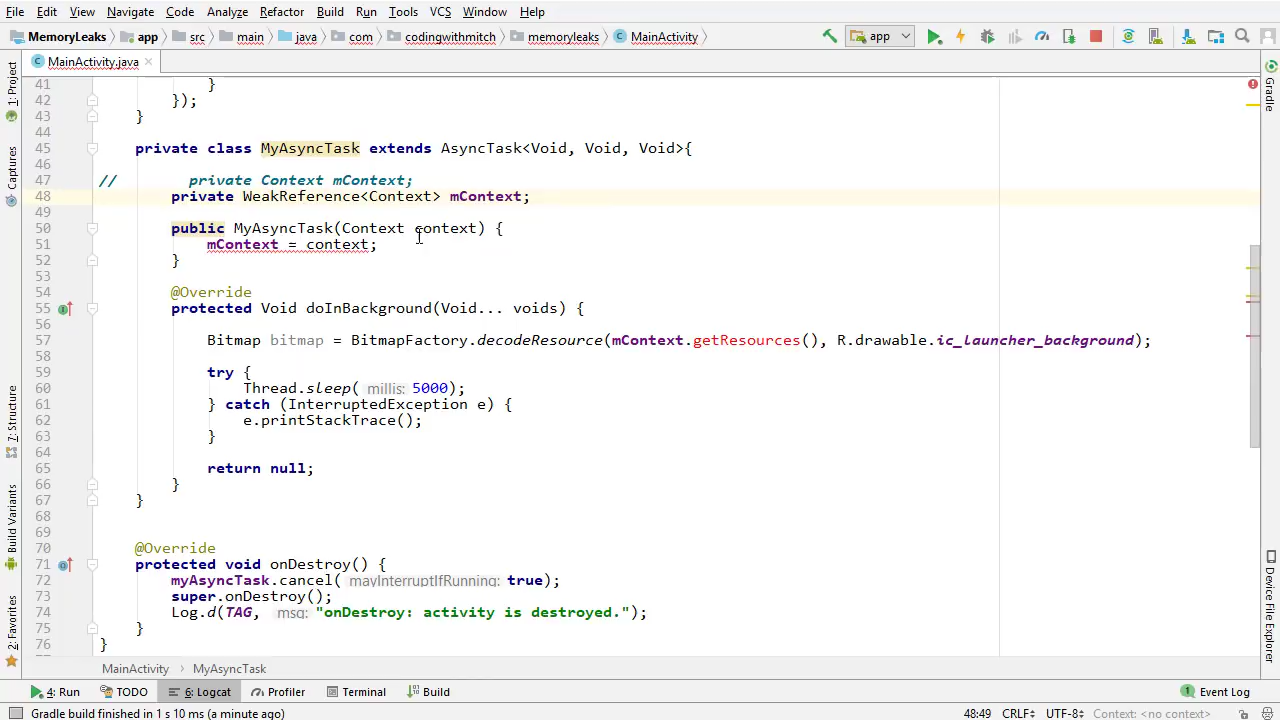 File Edit View Navigate Code Analyze Refactor Build Run Tools VCS Window Help
MemoryLeaks app src main java com codingwithmitch memoryleaks MainActivity app
MainActivity.java
41 }
42 });
43 }
44
45 private class MyAsyncTask extends AsyncTask<Void, Void, Void>{
46
47 // private Context mContext;
48 private WeakReference<Context> mContext;
49
50 public MyAsyncTask(Context context) {
51 mContext = context;
52 }
53
54 @Override
55 protected Void doInBackground(Void... voids) {
56
57 Bitmap bitmap = BitmapFactory.decodeResource(mContext.getResources(), R.drawable.ic_launcher_background);
58
59 try {
60 Thread.sleep( millis: 5000);
61 } catch (InterruptedException e) {
62 e.printStackTrace();
63 }
64
65 return null;
66 }
67 }
68
69
70 @Override
71 protected void onDestroy() {
72 myAsyncTask.cancel( mayInterruptIfRunning: true);
73 super.onDestroy();
74 Log.d(TAG, msg: "onDestroy: activity is destroyed.");
75 }
76 }
1: Project
Captures
7: Structure
Build Variants
2: Favorites
Gradle
Device File Explorer
MainActivity › MyAsyncTask
4: Run TODO 6: Logcat Profiler Terminal Build 1 Event Log
Gradle build finished in 1 s 10 ms (a minute ago) 48:49 CRLF UTF-8 Context: <no context>